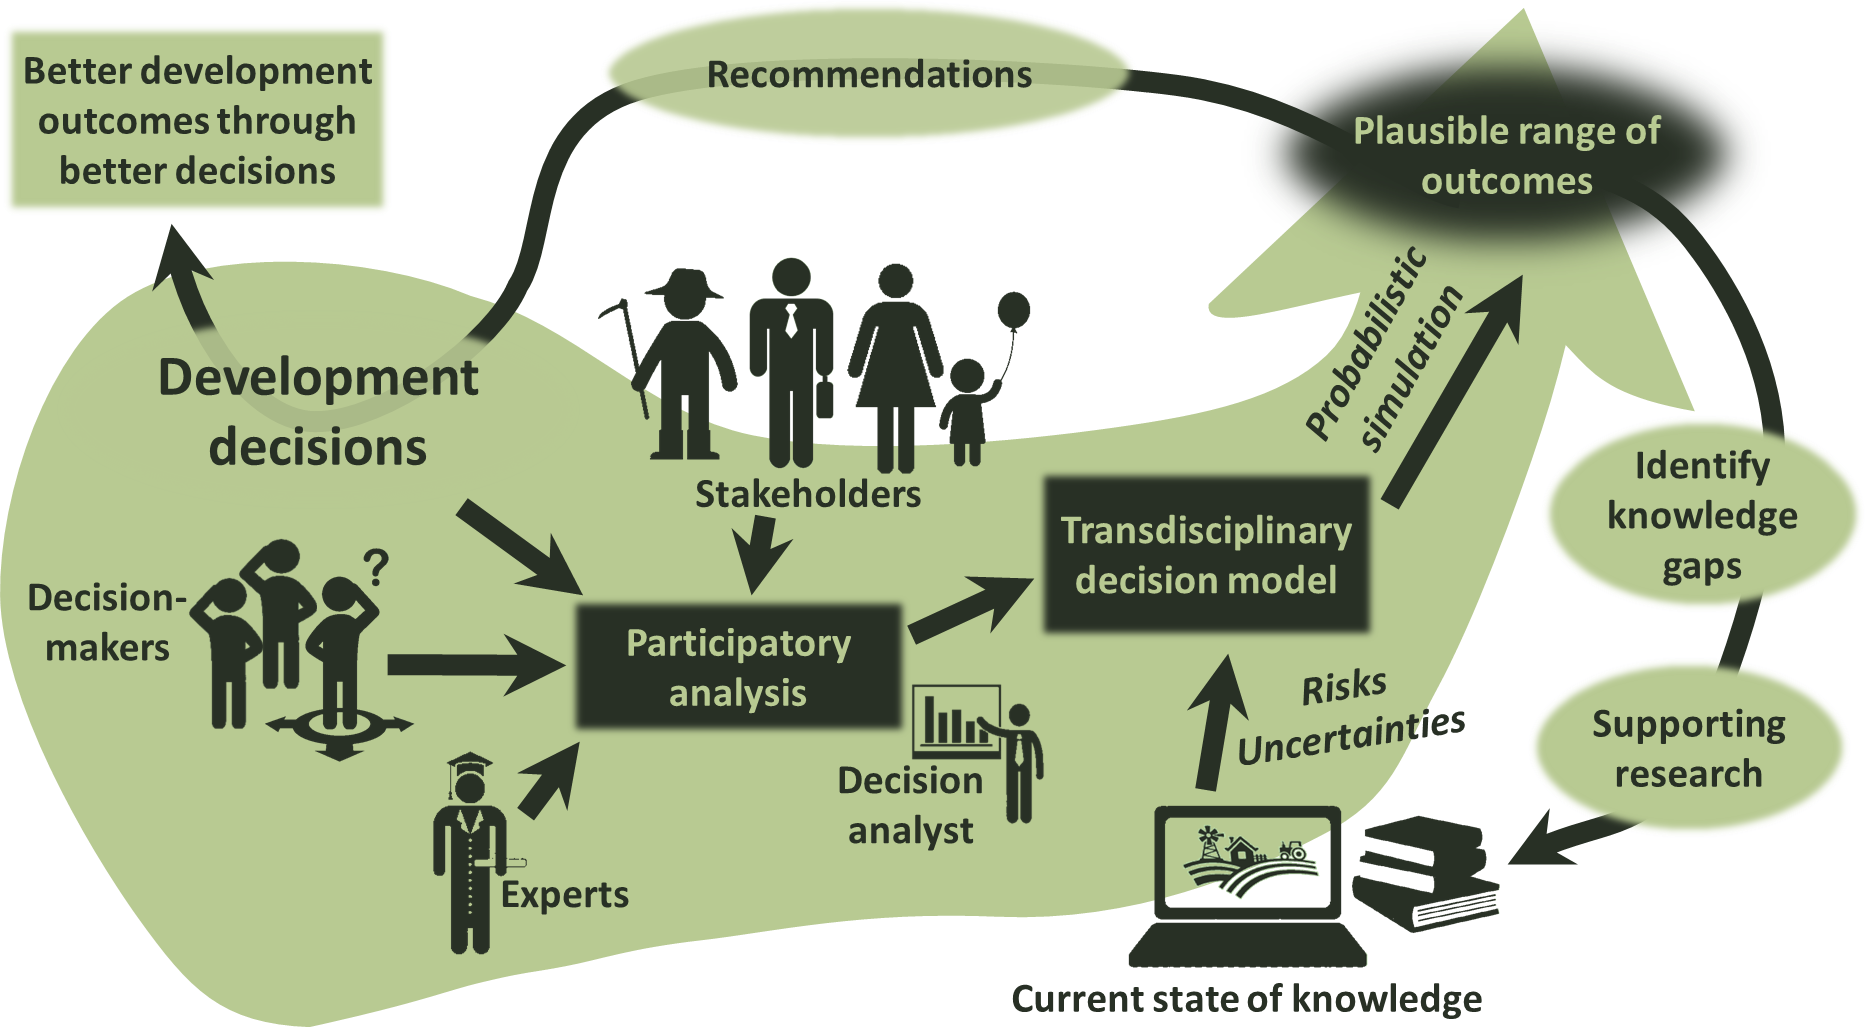 Better development
outcomes through
better decisions
Recommendations
Plausible range of
outcomes
Probabilistic
simulation
Development
decisions
Stakeholders
Identify
knowledge
gaps
Transdisciplinary
decision model
?
Decision-
makers
Participatory
analysis
Risks
Uncertainties
Supporting
research
Decision
analyst
Experts
Current state of knowledge